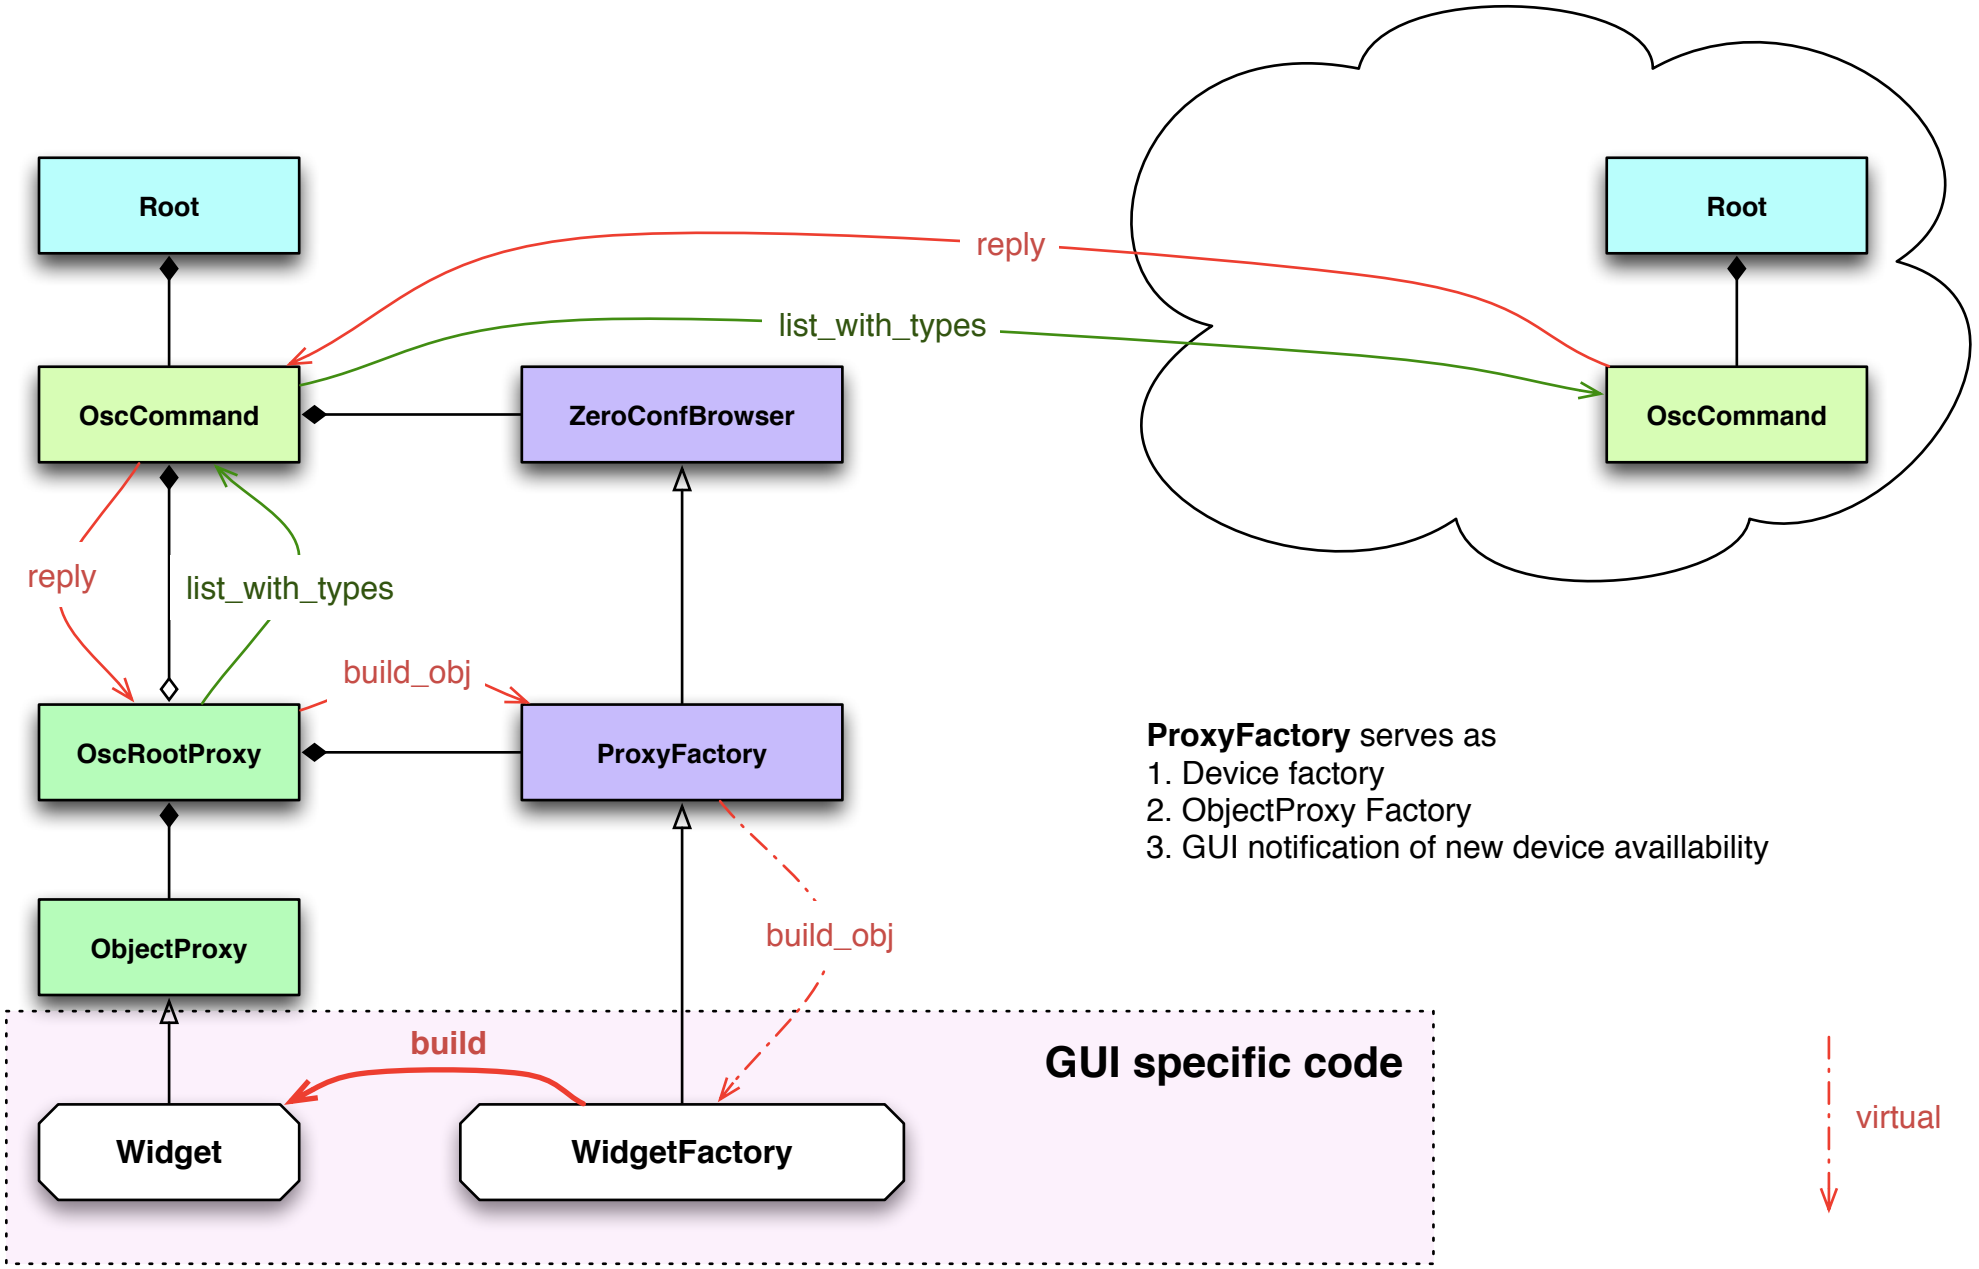 Root
Root
reply
list_with_types
OscCommand
ZeroConfBrowser
OscCommand
reply
list_with_types
build_obj
OscRootProxy
ProxyFactory
ProxyFactory serves as
1. Device factory
2. ObjectProxy Factory
3. GUI notification of new device availlability
build_obj
ObjectProxy
build
GUI specific code
virtual
Widget
WidgetFactory